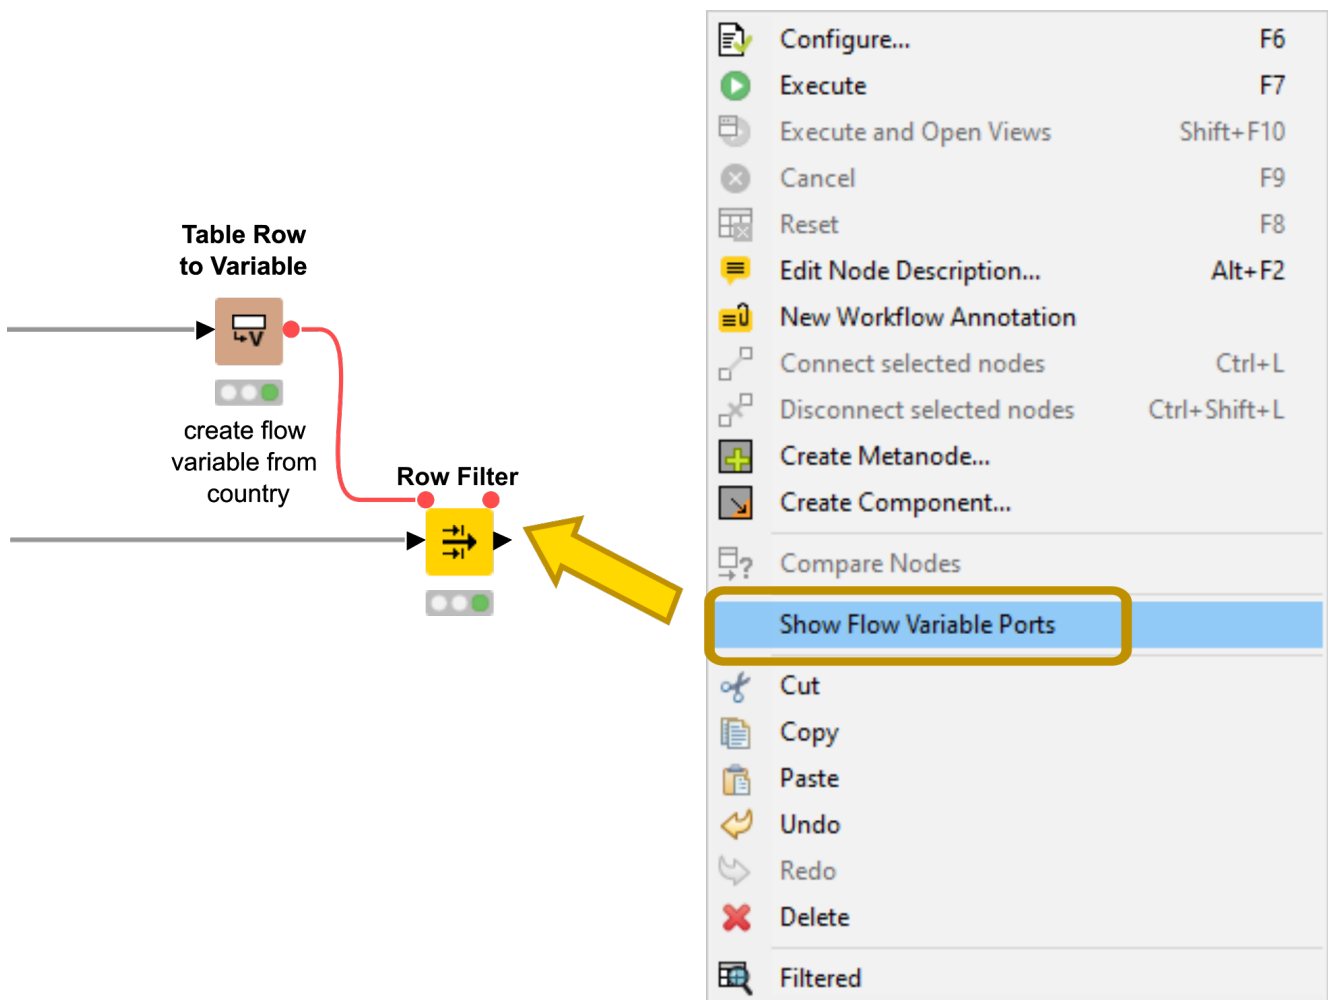 Table Row
to Variable
V
create flow
variable from
country
Row Filter
Configure... F6
Execute F7
Execute and Open Views Shift+F10
Cancel F9
Reset F8
Edit Node Description... Alt+F2
New Workflow Annotation
Connect selected nodes Ctrl+L
Disconnect selected nodes Ctrl+Shift+L
Create Metanode...
Create Component...
? Compare Nodes
Show Flow Variable Ports
Cut
Copy
Paste
Undo
Redo
Delete
Filtered